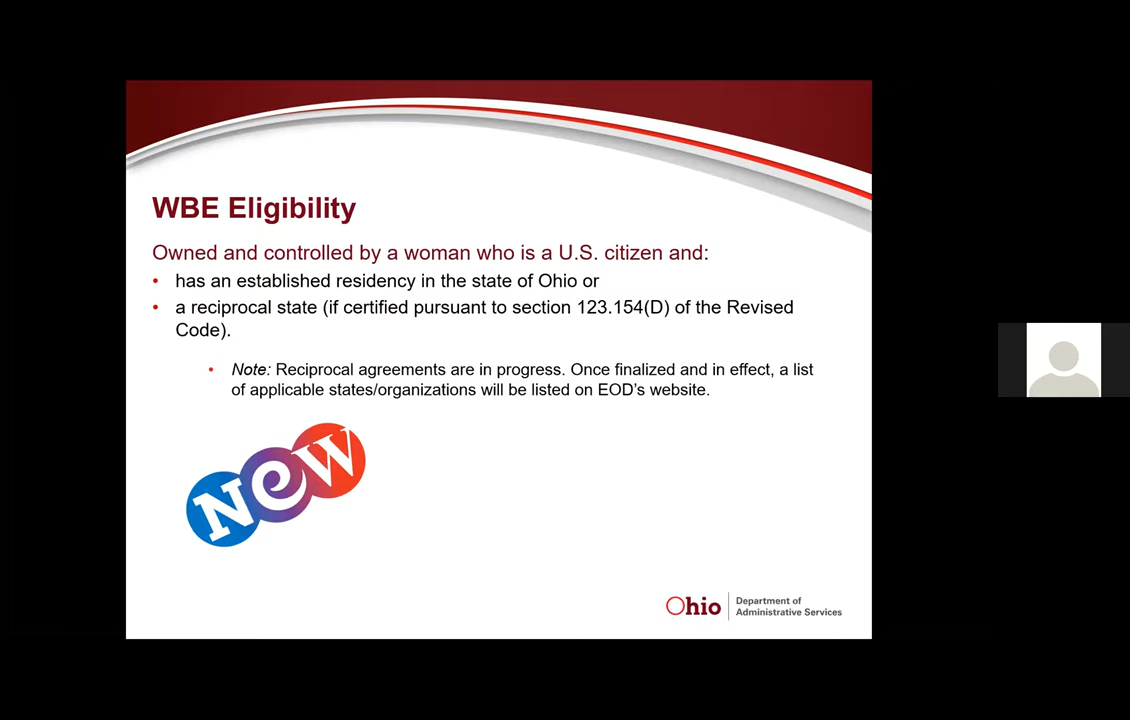 WBE Eligibility
Owned and controlled by a woman who is a U.S. citizen and:
• has an established residency in the state of Ohio or
• a reciprocal state (if certified pursuant to section 123.154(D) of the Revised
Code).
• Note: Reciprocal agreements are in progress. Once finalized and in effect, a list
of applicable states/organizations will be listed on EOD's website.
New
Ohio
Department of
Administrative Services